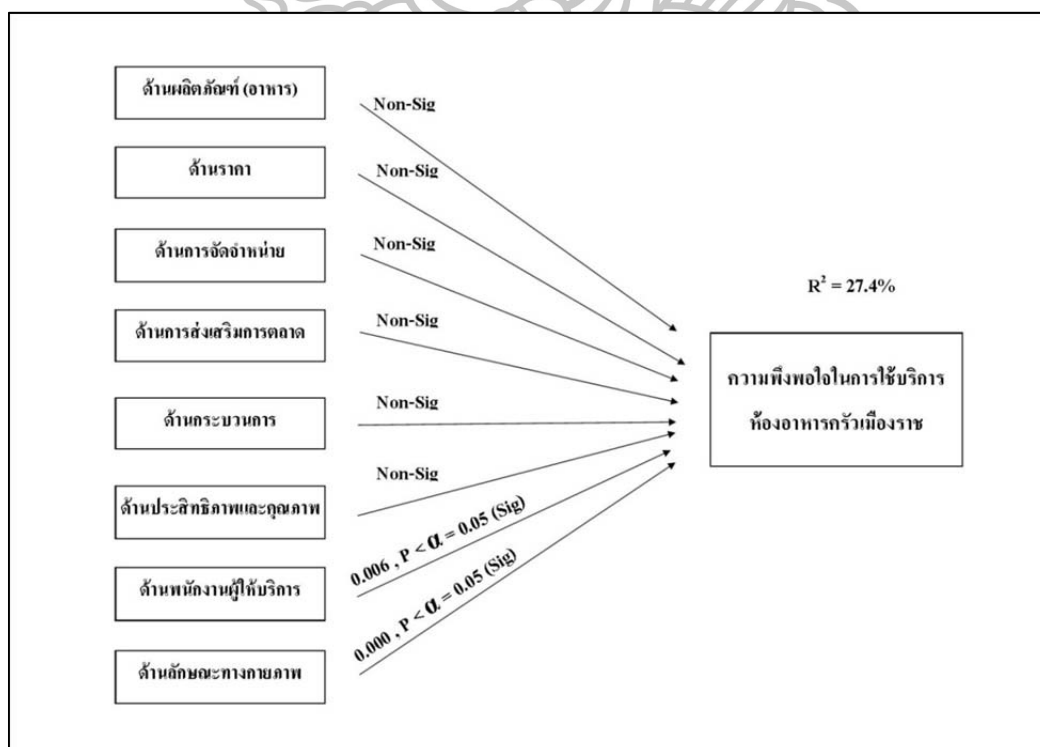 ด้านผลิตภัณฑ์ (อาหาร)
Non-Sig
ด้านราคา
Non-Sig
ด้านการจัดจำหน่าย
Non-Sig
R² = 27.4%
ด้านการส่งเสริมการตลาด
Non-Sig
ความพึงพอใจในการใช้บริการ
ห้องอาหารครัวเมืองราช
ด้านกระบวนการ
Non-Sig
ด้านประสิทธิภาพและคุณภาพ
Non-Sig
ด้านพนักงานผู้ให้บริการ
0.006 , P < α = 0.05 (Sig)
ด้านลักษณะทางกายภาพ
0.000 , P < α = 0.05 (Sig)